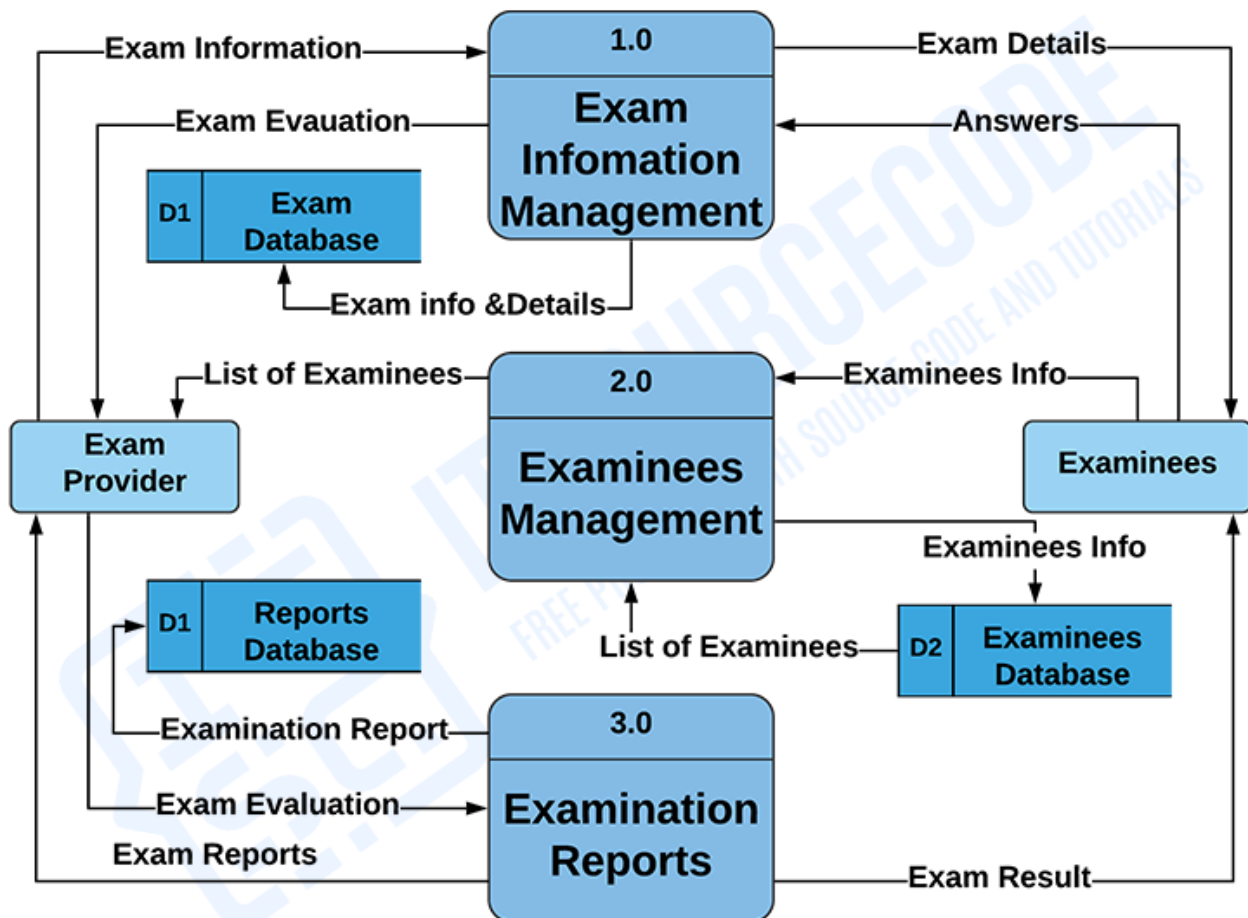 Exam Information
1.0
Exam Details
Exam Evauation
Exam
Infomation
Management
Answers
D1
Exam
Database
Exam info &Details
List of Examinees
2.0
Examinees Info
Exam
Provider
Examinees
Management
Examinees
Examinees Info
D1
Reports
Database
List of Examinees
D2
Examinees
Database
Examination Report
3.0
Exam Evaluation
Examination
Reports
Exam Reports
Exam Result